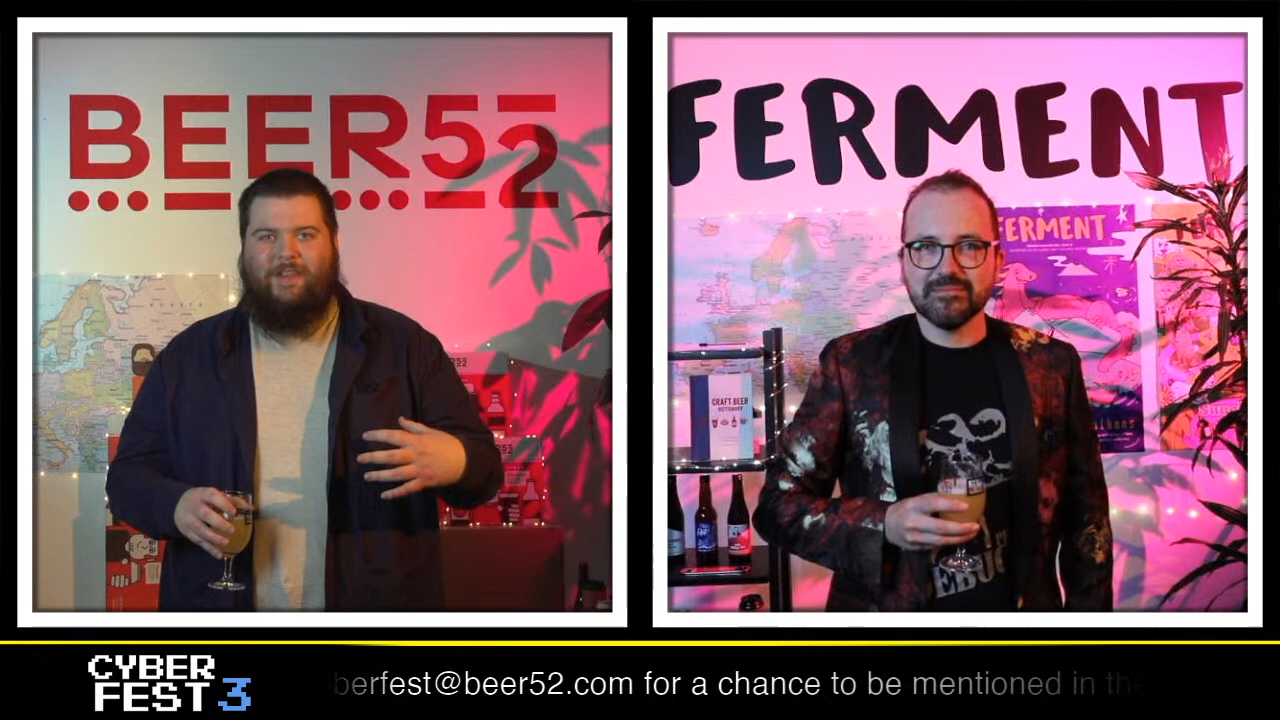 BEER52
FERMENT
FERMENT
CRAFT BEER
DICTIONARY
CYBER
FEST 3
berfest@beer52.com for a chance to be mentioned in th